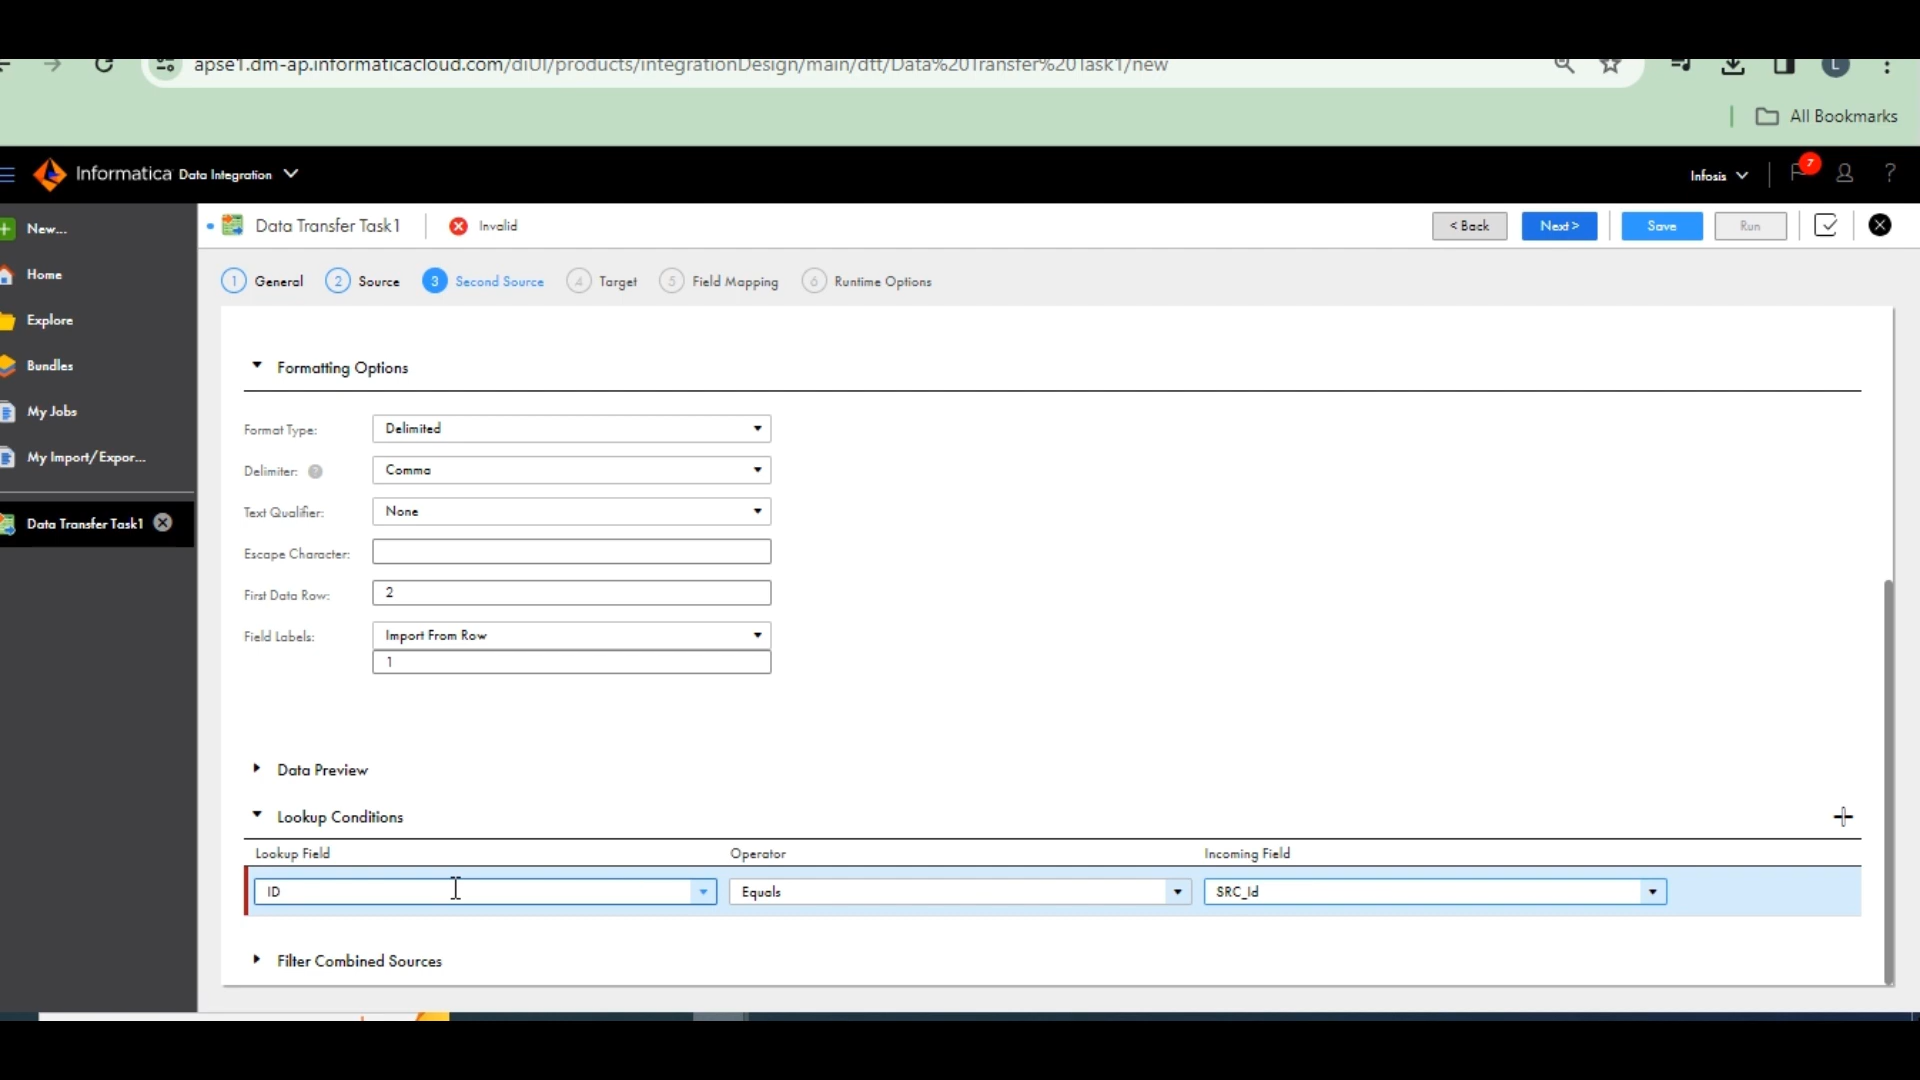 apse1.dm-ap.informaticacloud.com/diUI/products/integrationDesign/main/dtt/Data%20Transfer%20Task1/new
L
All Bookmarks
Informatica Data Integration
Infosis
7
?
New...
Home
Explore
Bundles
My Jobs
My Import/Expor...
Data Transfer Task1
Data Transfer Task1
Invalid
< Back
Next >
Save
Run
1 General
2 Source
3 Second Source
4 Target
5 Field Mapping
6 Runtime Options
Formatting Options
Format Type: Delimited
Delimiter: ? Comma
Text Qualifier: None
Escape Character:
First Data Row: 2
Field Labels: Import From Row
1
Data Preview
Lookup Conditions
Lookup Field Operator Incoming Field
ID Equals SRC_Id
Filter Combined Sources